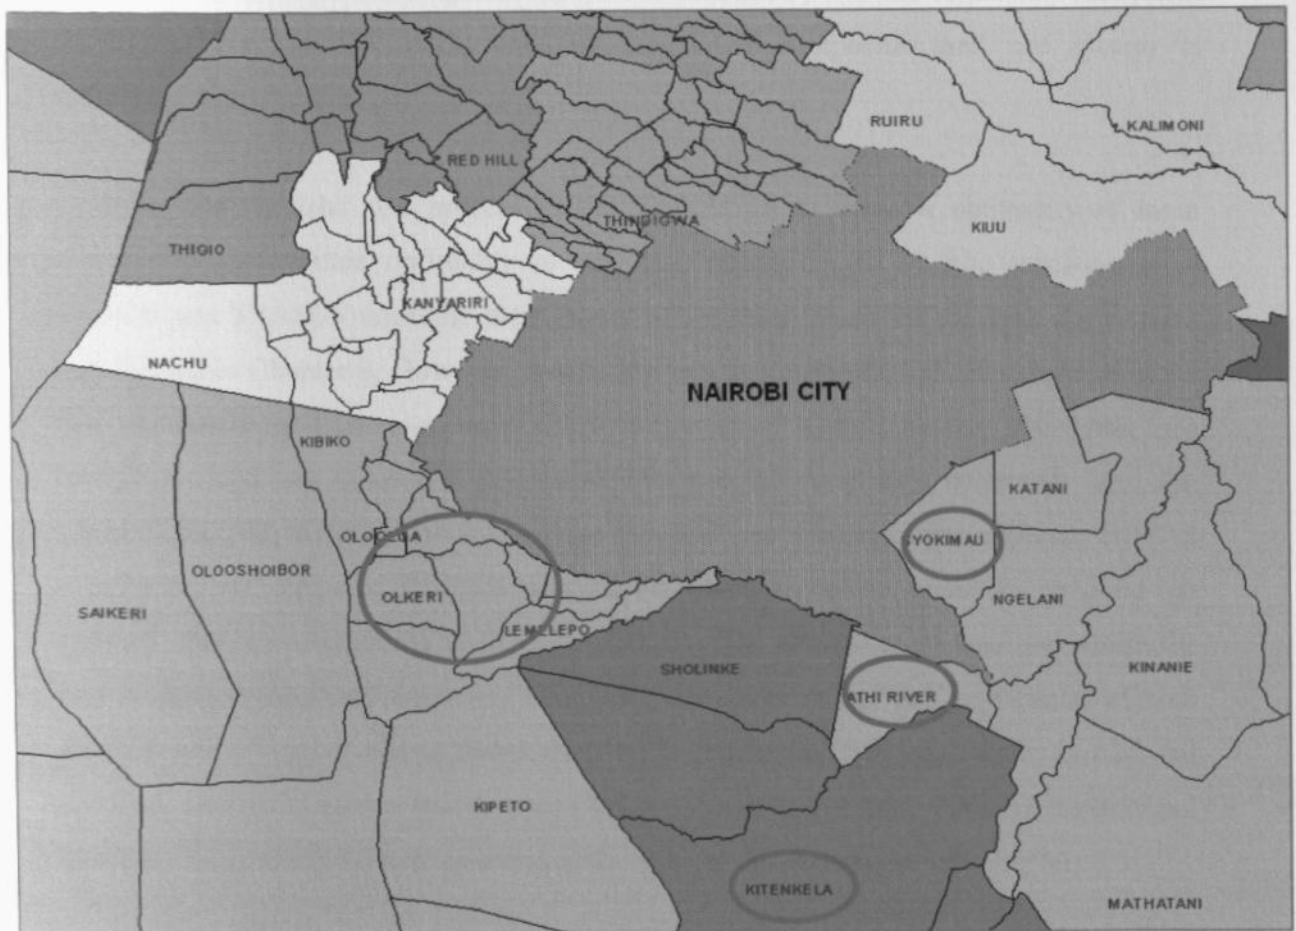 RUIRU
KALIMONI
RED HILL
THINDIGWA
KIUU
THIGIO
KANYARIRI
NACHU
NAIROBI CITY
KIBIKO
KATANI
OLOOLUA
SYOKIMAU
OLOOSHOIBOR
OLKERI
NGELANI
SAIKERI
LEMELEPO
SHOLINKE
KINANIE
ATHI RIVER
KIPETO
KITENKELA
MATHATANI